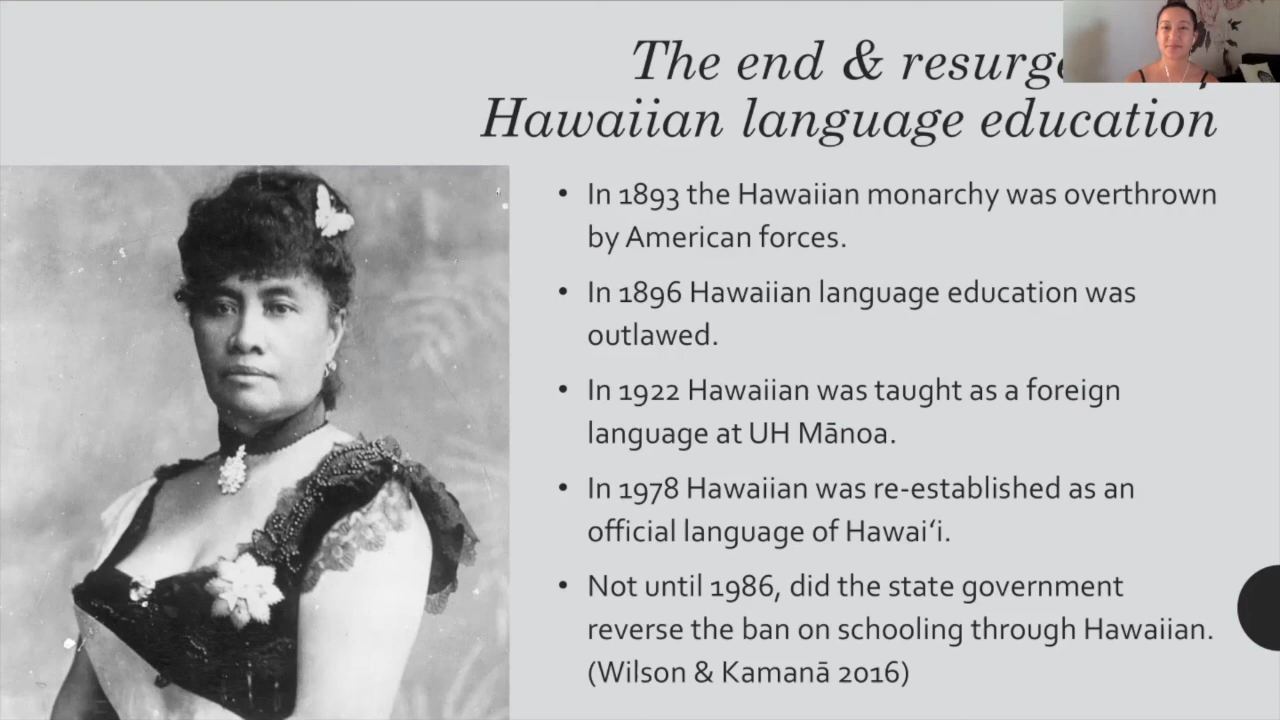 The end & resurge
Hawaiian language education
• In 1893 the Hawaiian monarchy was overthrown
by American forces.
• In 1896 Hawaiian language education was
outlawed.
• In 1922 Hawaiian was taught as a foreign
language at UH Mānoa.
• In 1978 Hawaiian was re-established as an
official language of Hawaiʻi.
• Not until 1986, did the state government
reverse the ban on schooling through Hawaiian.
(Wilson & Kamanā 2016)